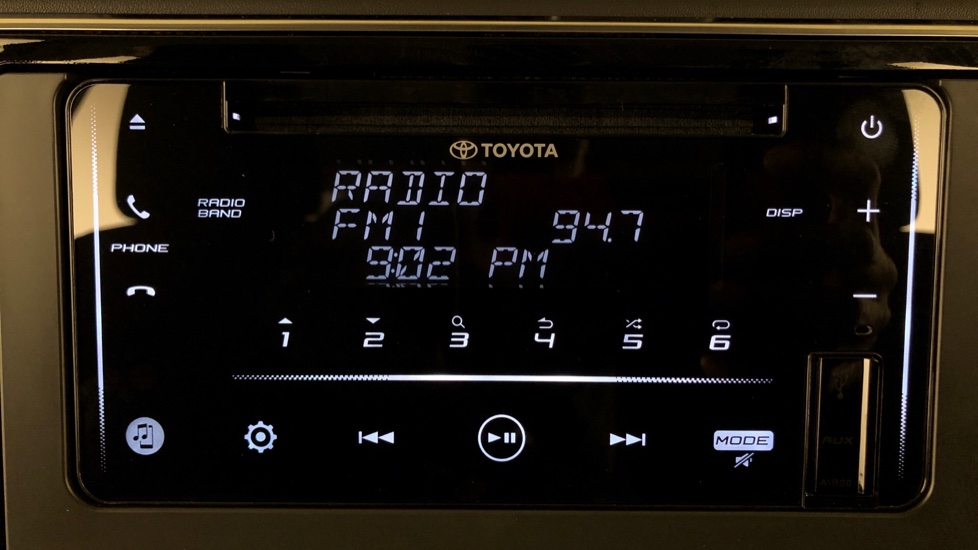 TOYOTA
RADIO
BAND
RADIO
DISP
FM1 94.7
PHONE
9:02 PM
1 2 3 4 5 6
MODE
AUX